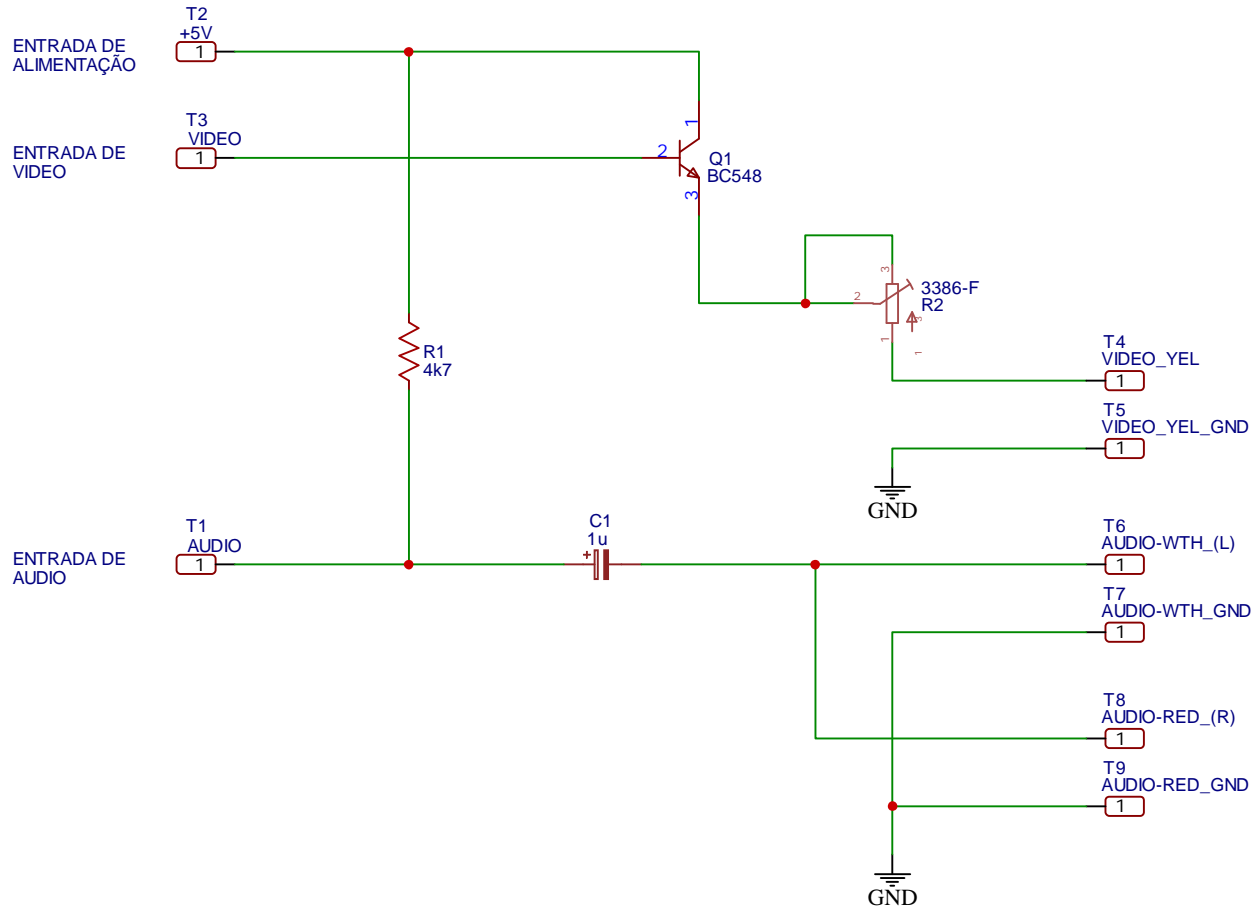 T2
+5V
1
ENTRADA DE
ALIMENTAÇÃO
T3
VIDEO
1
ENTRADA DE
VIDEO
1
2
3
Q1
BC548
3
2
1
3
1
3386-F
R2
R1
4k7
T4
VIDEO_YEL
1
T5
VIDEO_YEL_GND
1
GND
T1
AUDIO
1
ENTRADA DE
AUDIO
C1
1u
+
T6
AUDIO-WTH_(L)
1
T7
AUDIO-WTH_GND
1
T8
AUDIO-RED_(R)
1
T9
AUDIO-RED_GND
1
GND